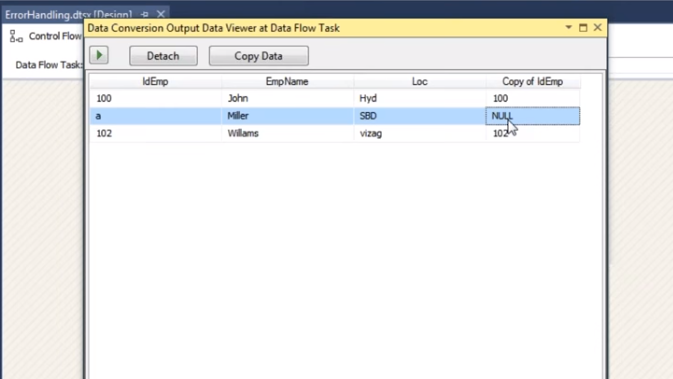 ErrorHandling.dtsx [Design]
Data Conversion Output Data Viewer at Data Flow Task
Control Flow
Detach Copy Data
Data Flow Task:
IdEmp EmpName Loc Copy of IdEmp
100 John Hyd 100
a Miller SBD NULL
102 Willams vizag 102